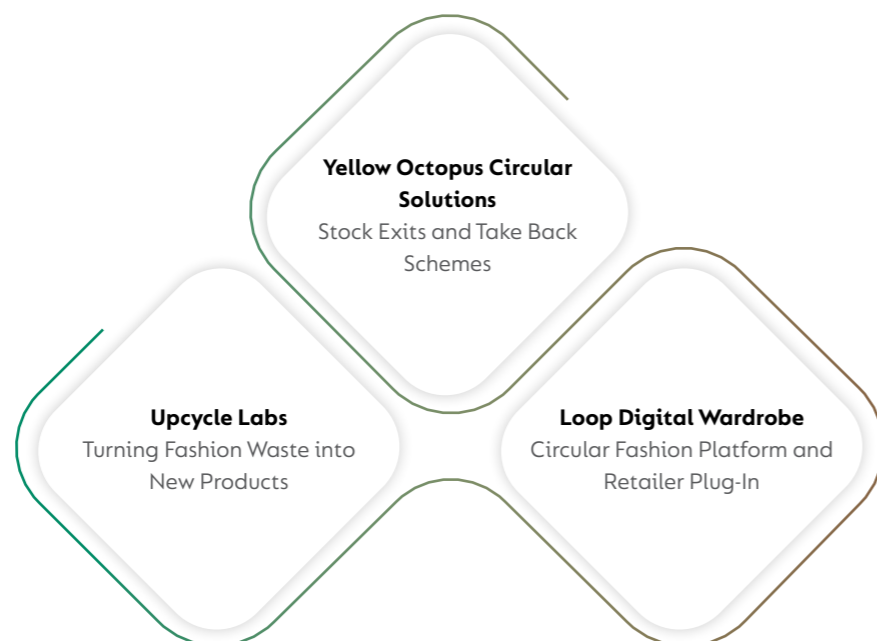 Yellow Octopus Circular
Solutions
Stock Exits and Take Back
Schemes
Upcycle Labs
Turning Fashion Waste into
New Products
Loop Digital Wardrobe
Circular Fashion Platform and
Retailer Plug-In